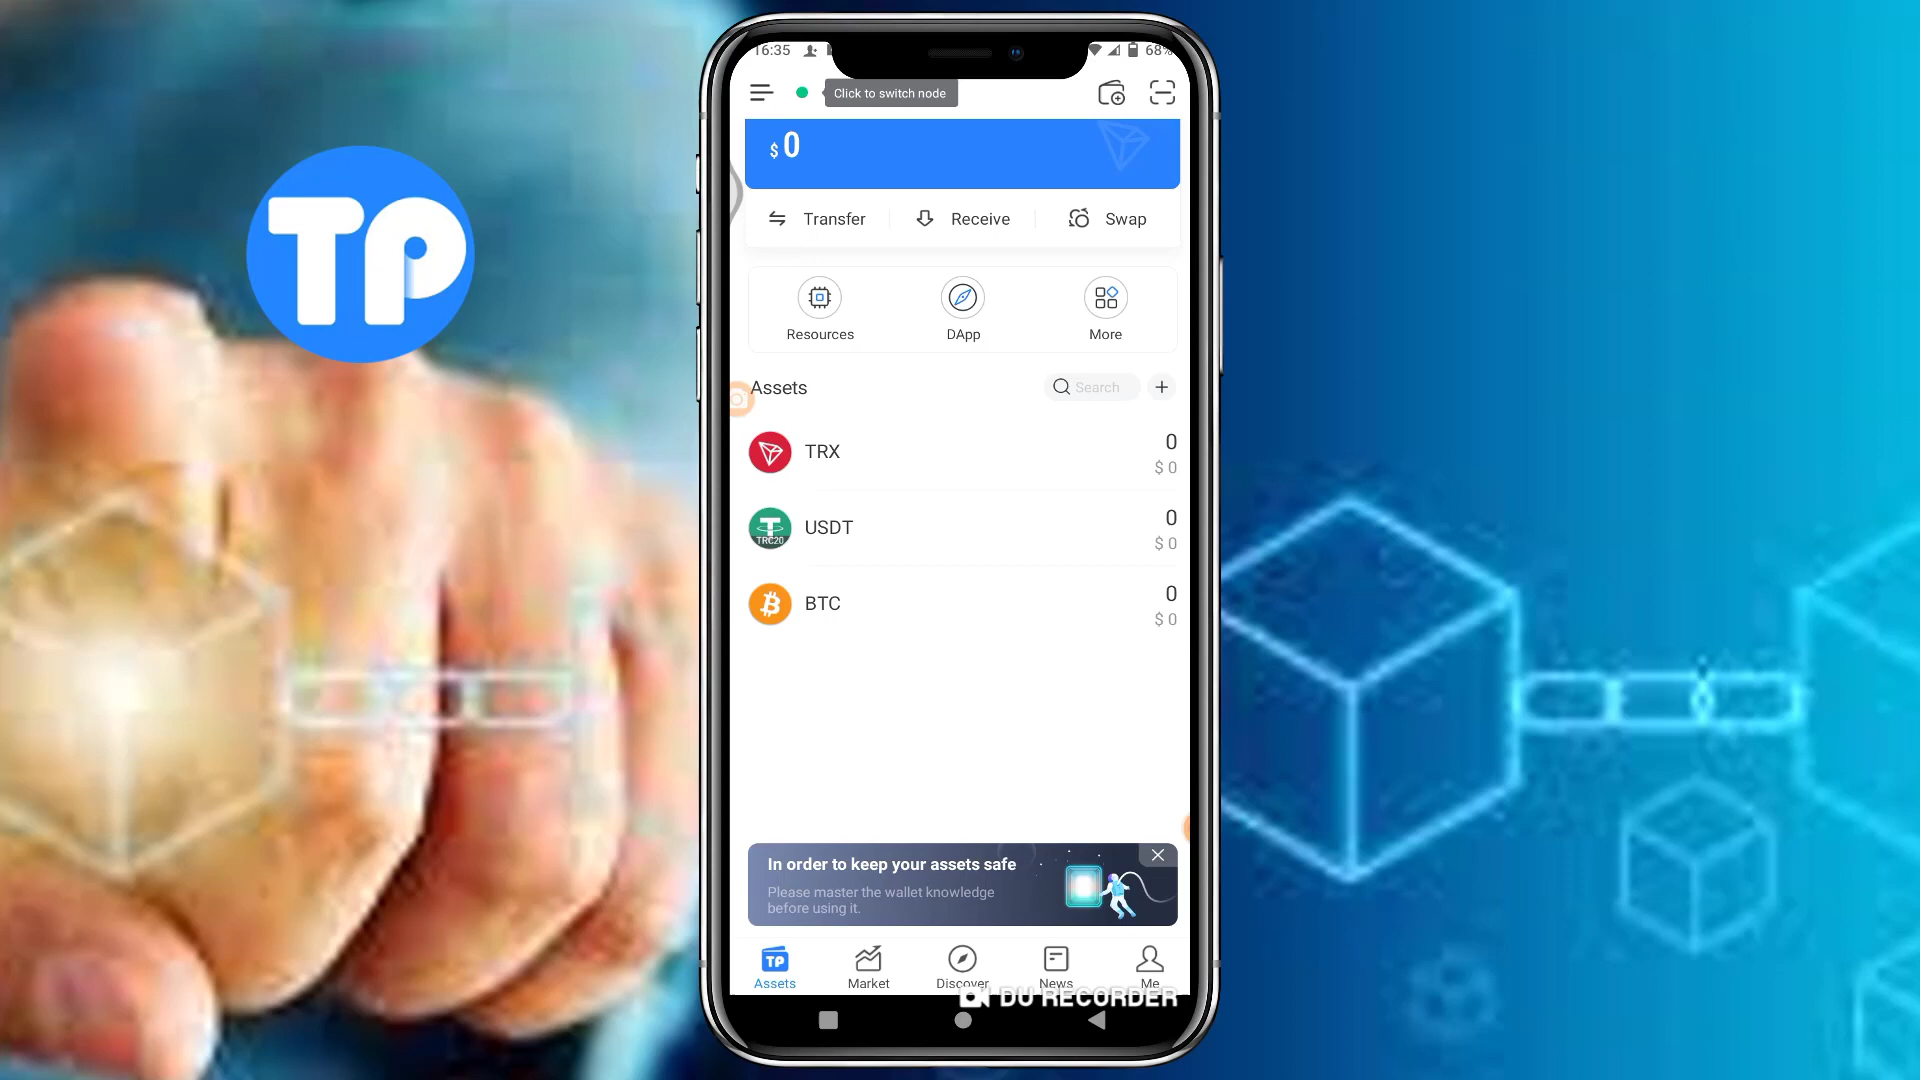 TP
16:35
68%
Click to switch node
$ 0
Transfer
Receive
Swap
Resources
DApp
More
Assets
Search
TRX
0
$ 0
TRC20
USDT
0
$ 0
BTC
0
$ 0
In order to keep your assets safe
Please master the wallet knowledge
before using it.
TP
Assets
Market
Discover
News
Me
DU RECORDER